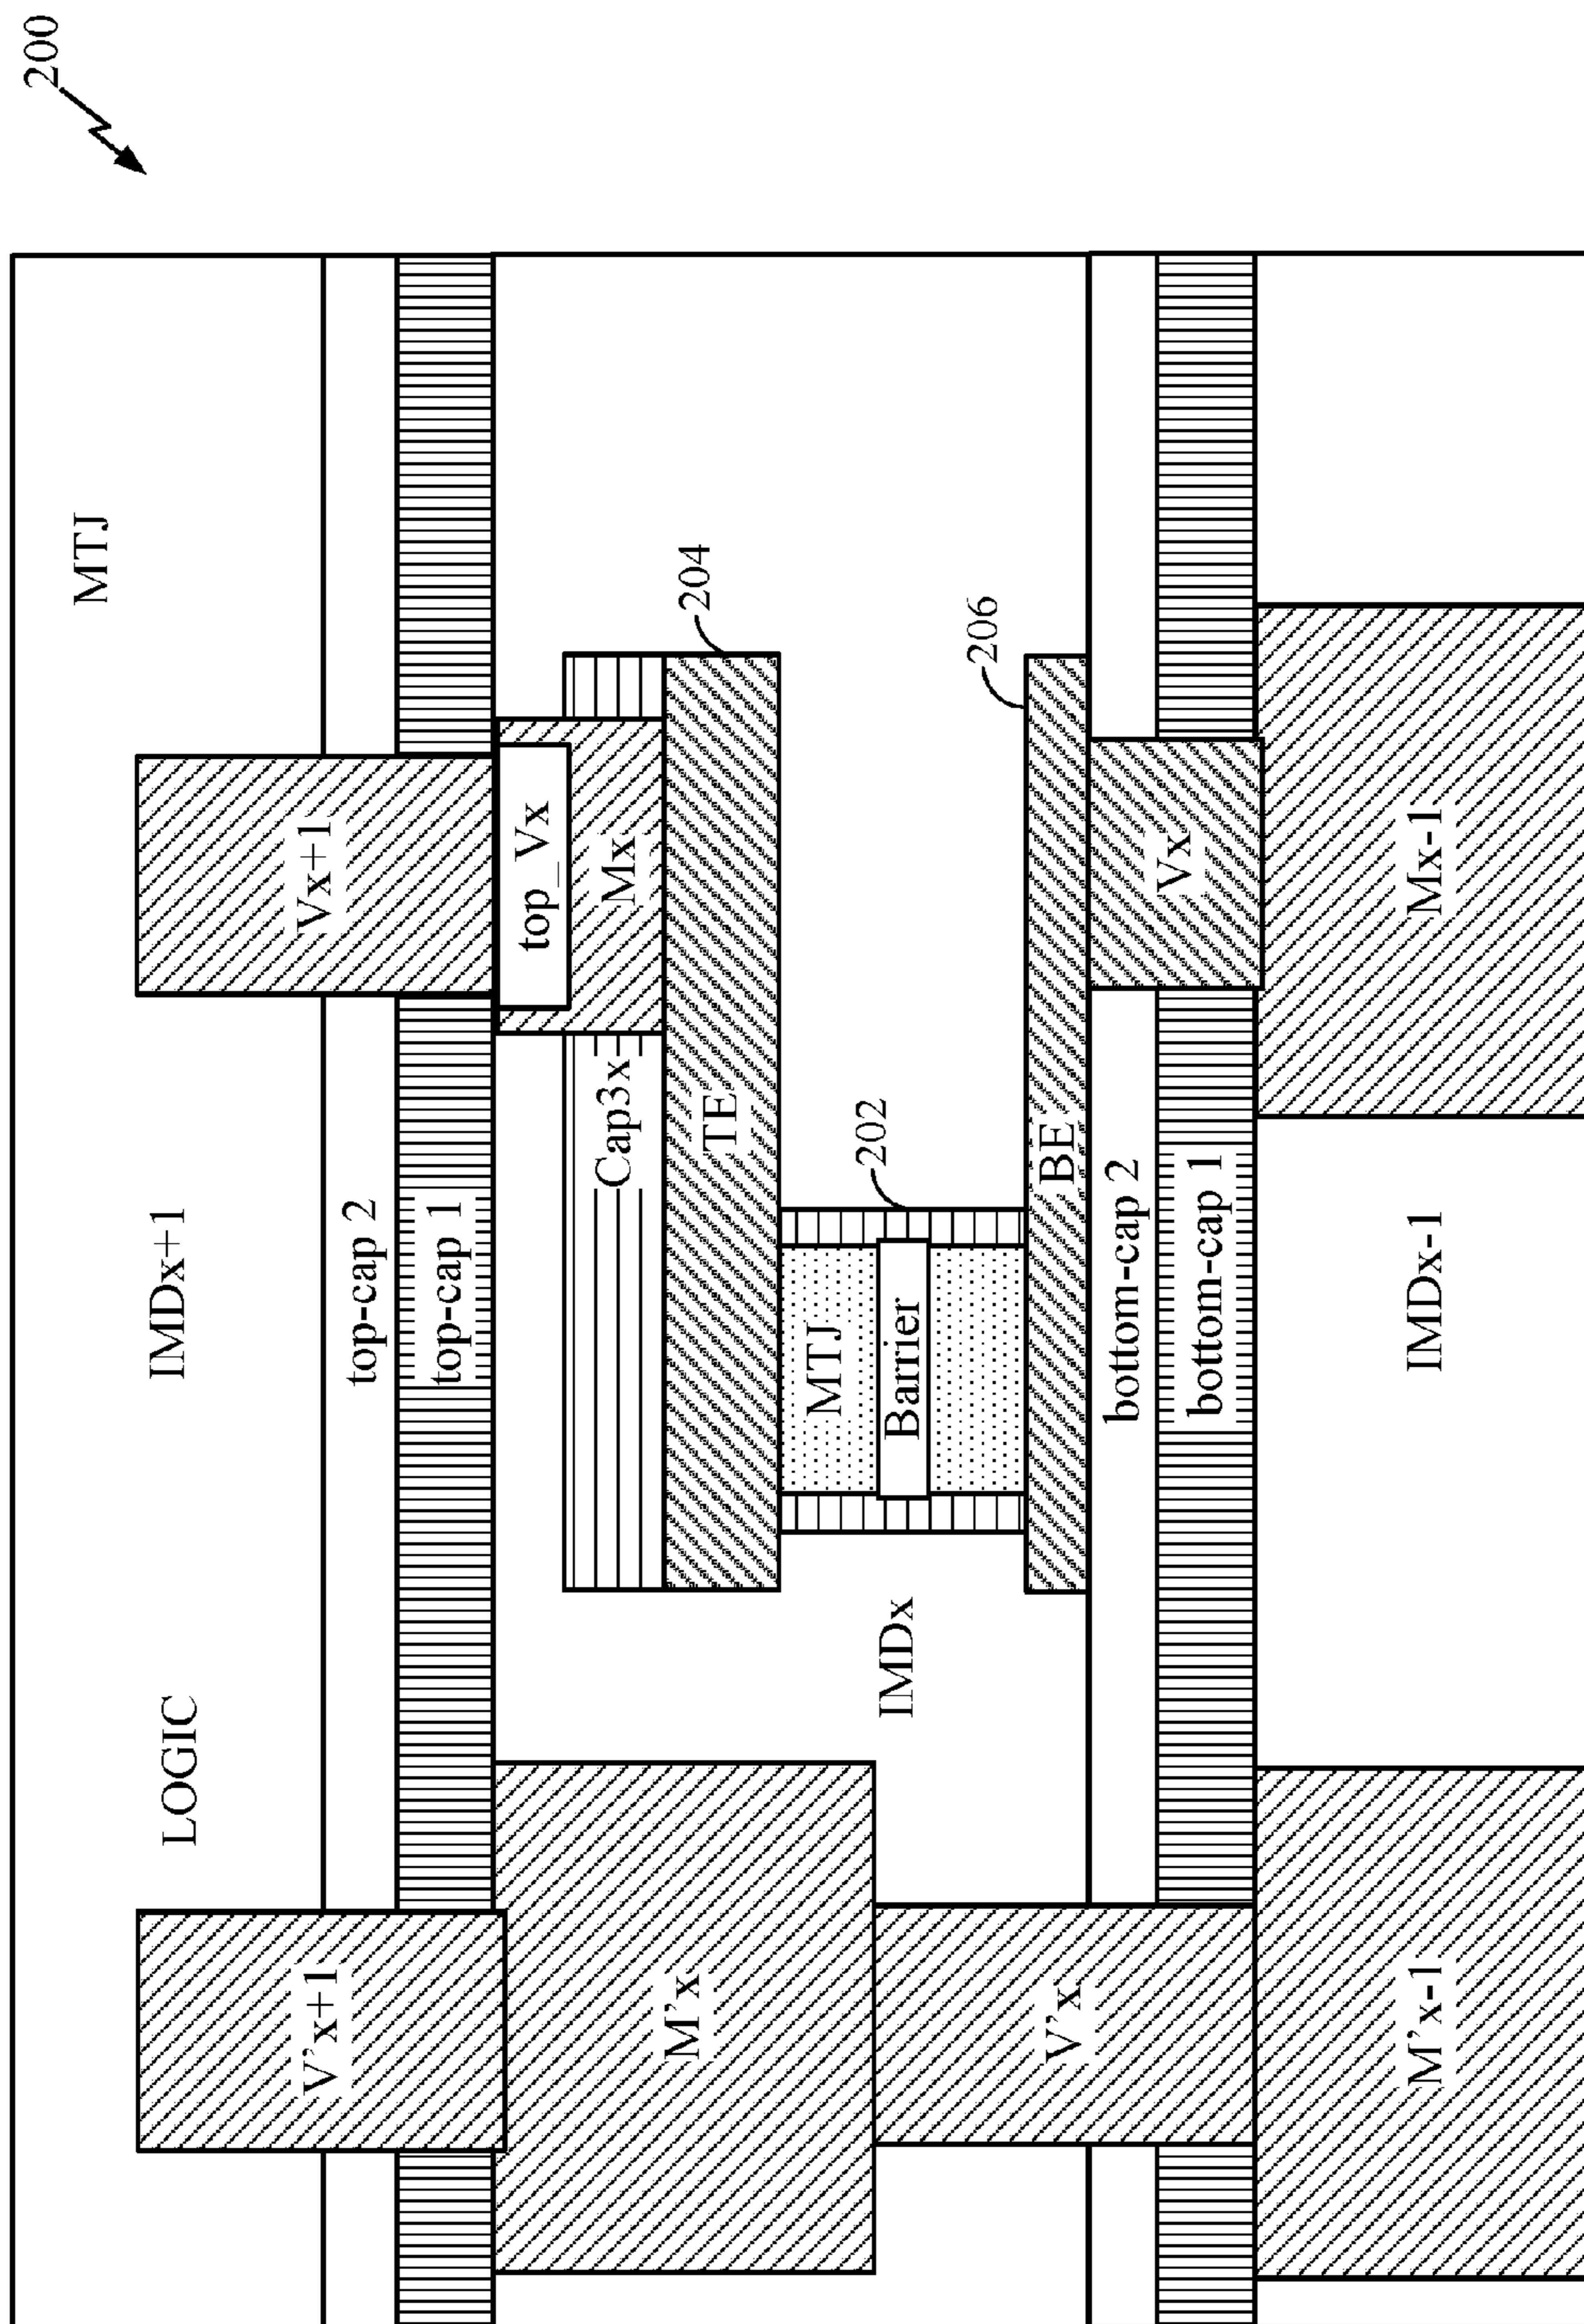 200
LOGIC
IMDx+1
MTJ
V’x+1
Vx+1
top-cap 2
top-cap 1
top_Vx
Mx
Cap3x
204
TE
M’x
MTJ
202
Barrier
IMDx
206
BE
V’x
bottom-cap 2
Vx
bottom-cap 1
M’x-1
IMDx-1
Mx-1